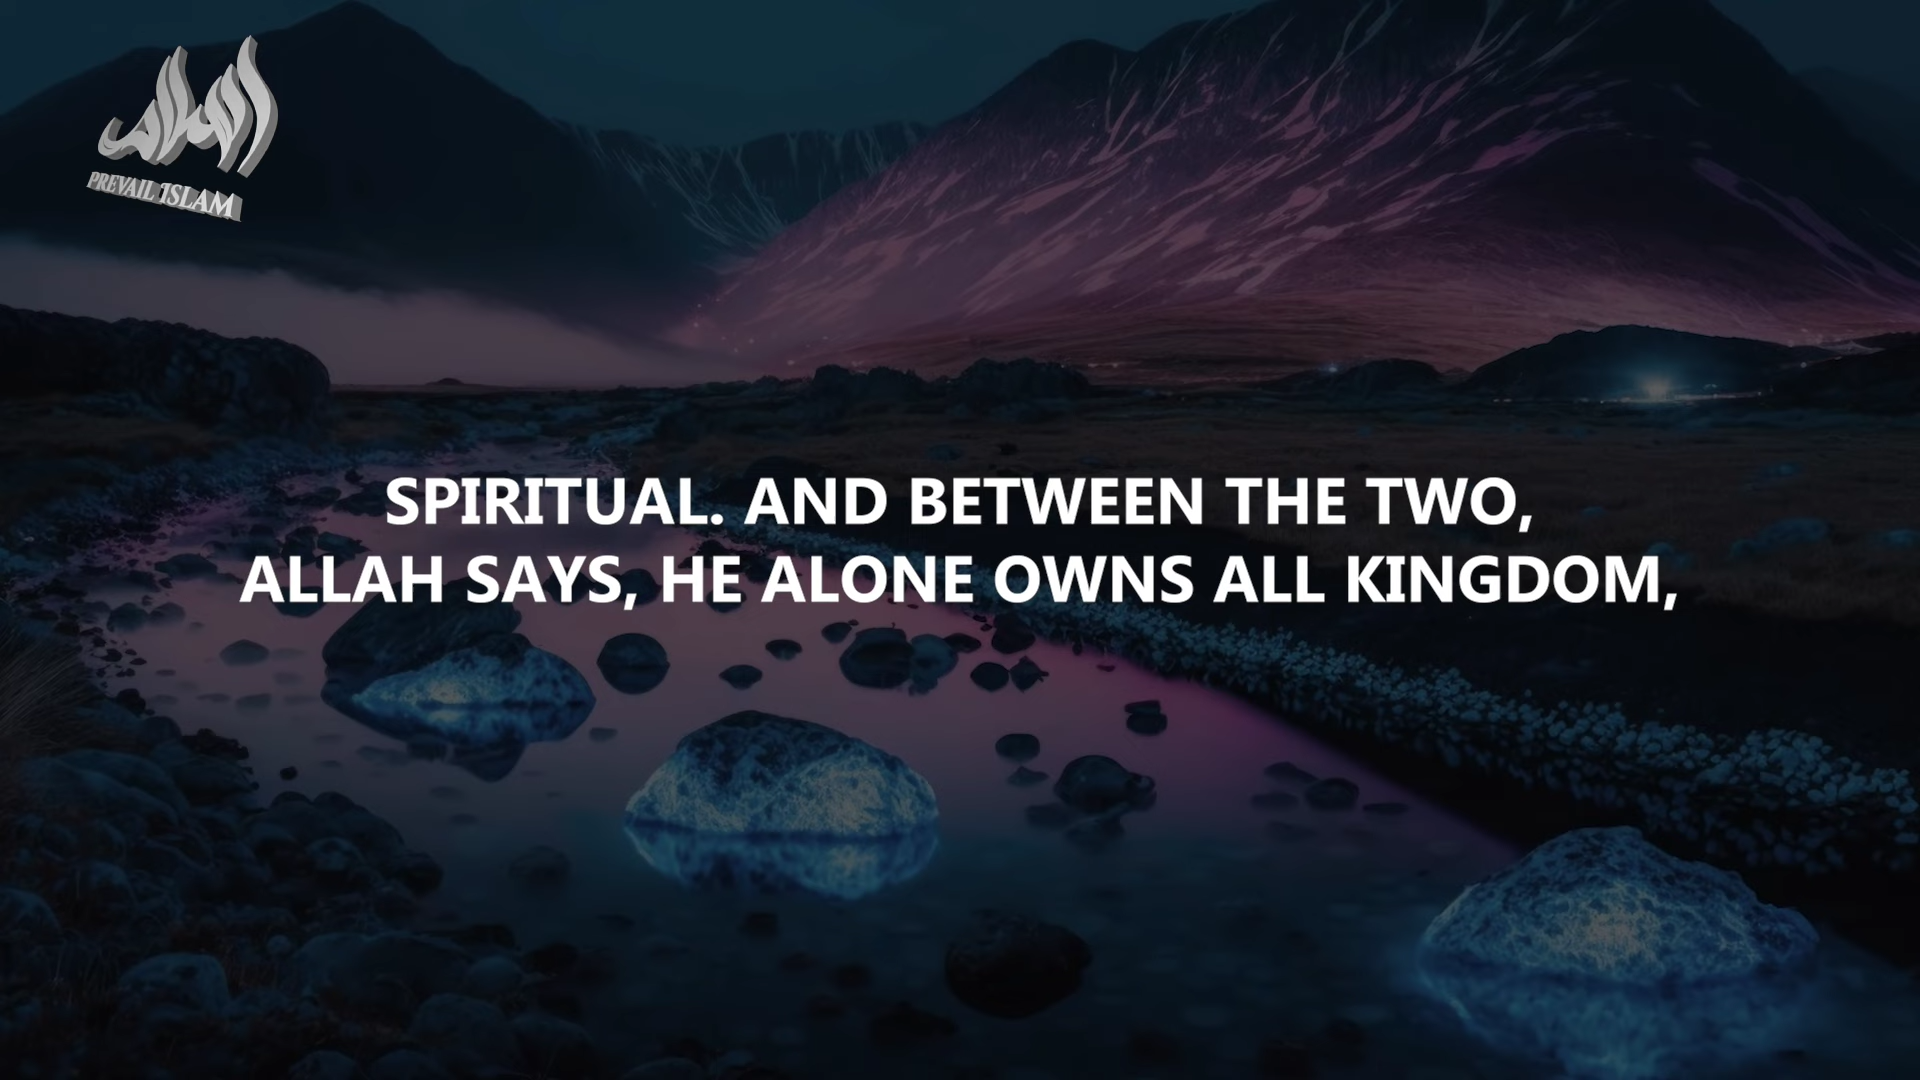 PREVAIL ISLAM
SPIRITUAL. AND BETWEEN THE TWO,
ALLAH SAYS, HE ALONE OWNS ALL KINGDOM,